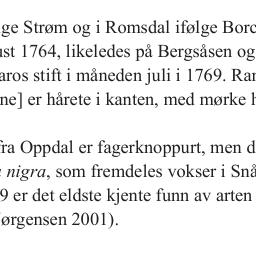 ge Strøm og i Romsdal ifølge Borc
ust 1764, likeledes på Bergsåsen og
aros stift i måneden juli i 1769. Rar
ne] er hårete i kanten, med mørke h
fra Oppdal er fagerknoppurt, men d
nigra, som fremdeles vokser i Snå
9 er det eldste kjente funn av arten
ørgensen 2001).